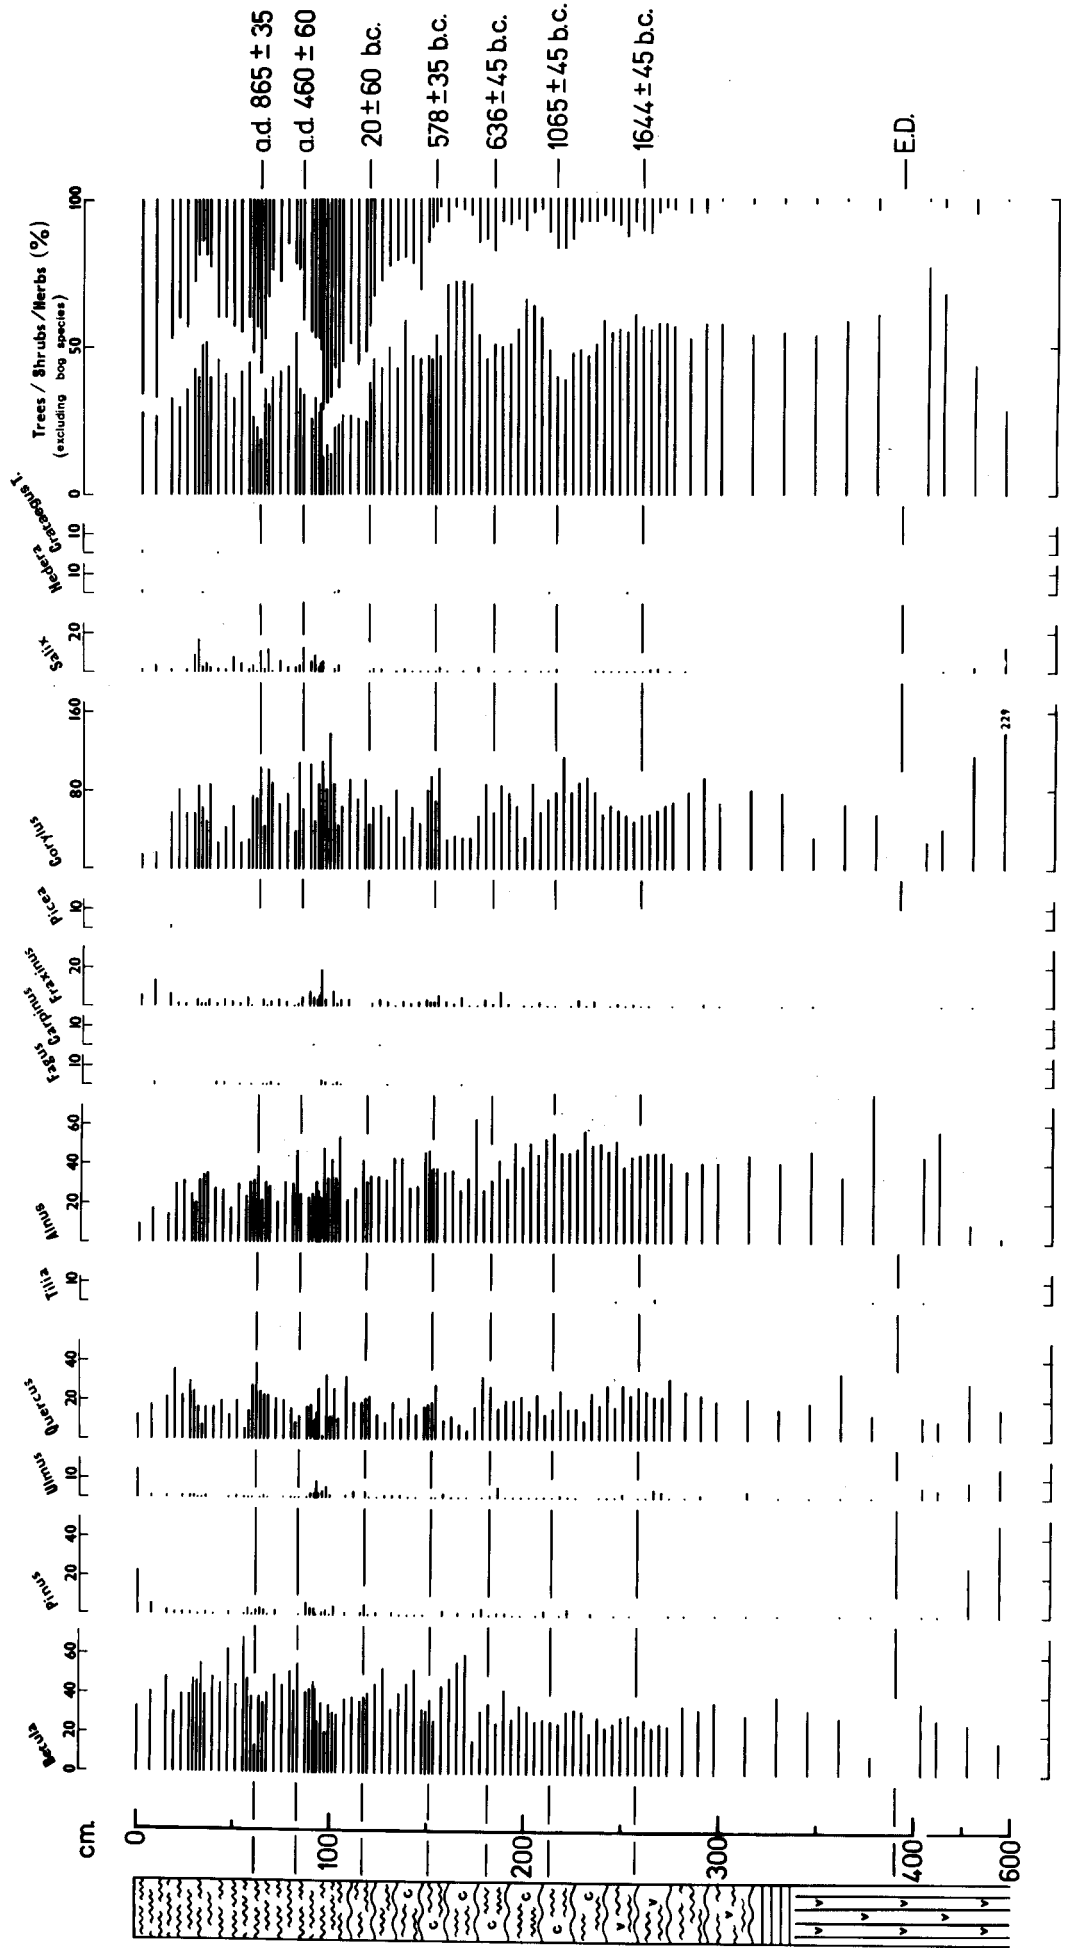 a.d. 865 ± 35
a.d. 460 ± 60
20 ± 60 b.c.
578 ± 35 b.c.
636 ± 45 b.c.
1065 ± 45 b.c.
1644 ± 45 b.c.
E.D.
Trees / Shrubs / Herbs (%)
(excluding bog species)
0 50 100
Crataegus T.
10
Hedera
10
Salix
20
Corylus
80 160
229
Picea
10
Fraxinus
20
Carpinus
10
Fagus
10
Alnus
20 40 60
Tilia
10
Quercus
20 40
Ulmus
10
Pinus
20 40
Betula
0 20 40 60
cm.
0
100
200
300
400
600
c c c c c c c
v v v v v v v v v v